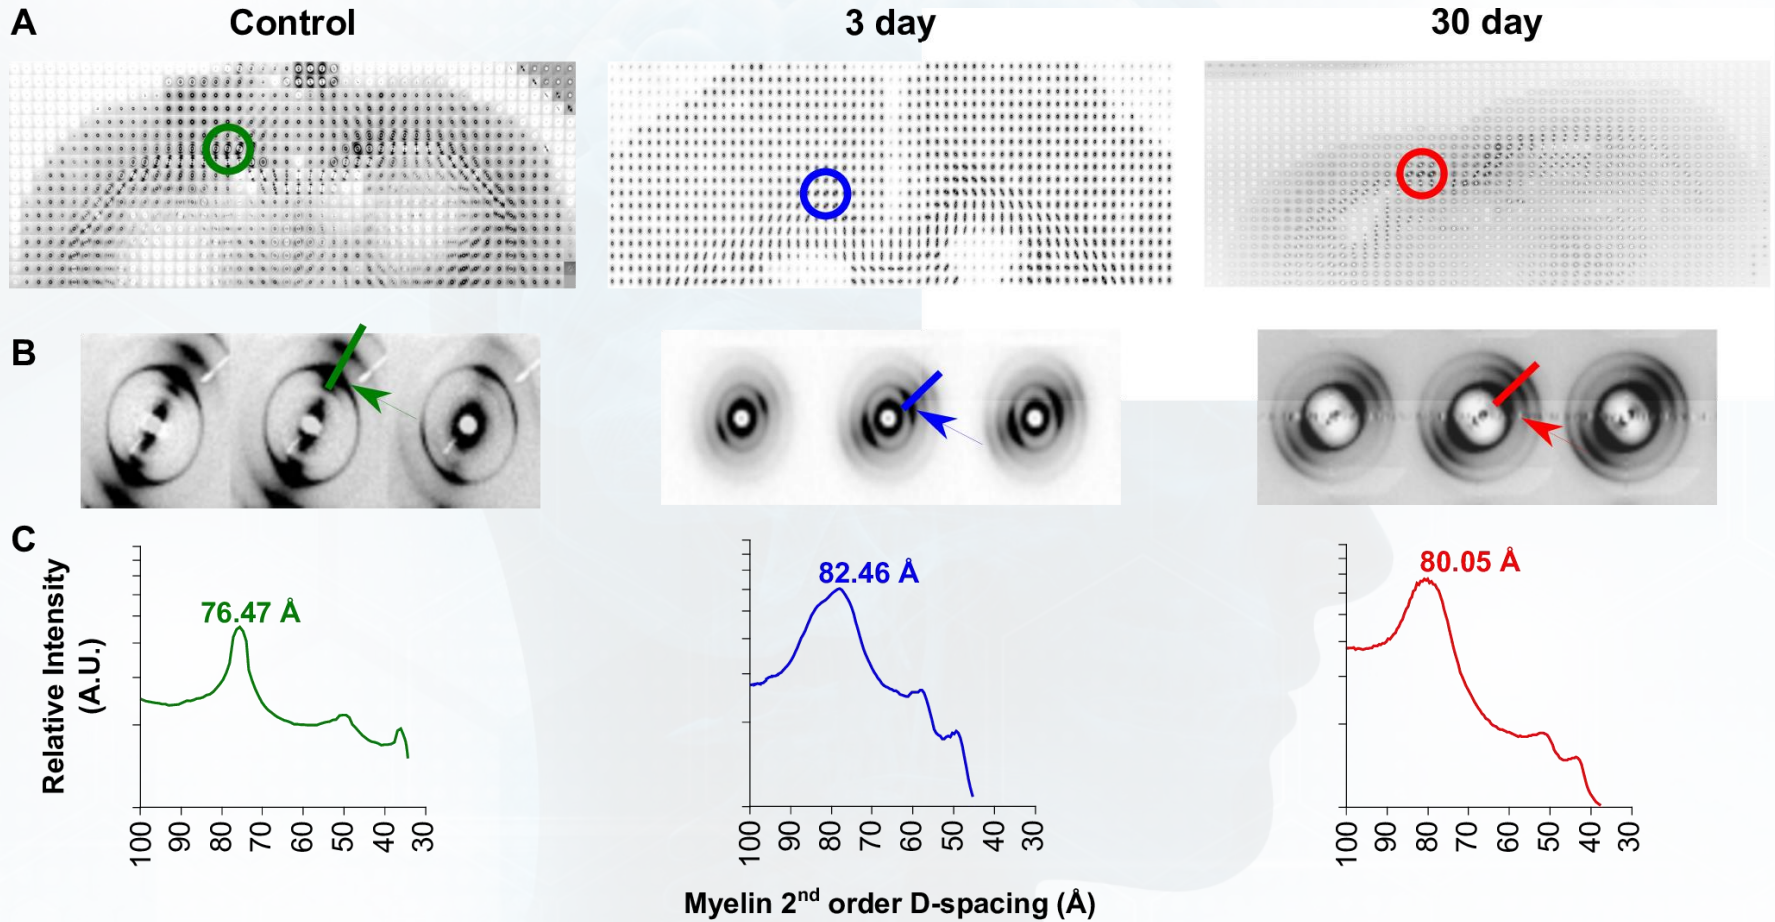 A
Control
3 day
30 day
B
C
Relative Intensity
(A.U.)
76.47 Å
82.46 Å
80.05 Å
100 90 80 70 60 50 40 30
100 90 80 70 60 50 40 30
100 90 80 70 60 50 40 30
Myelin 2nd order D-spacing (Å)